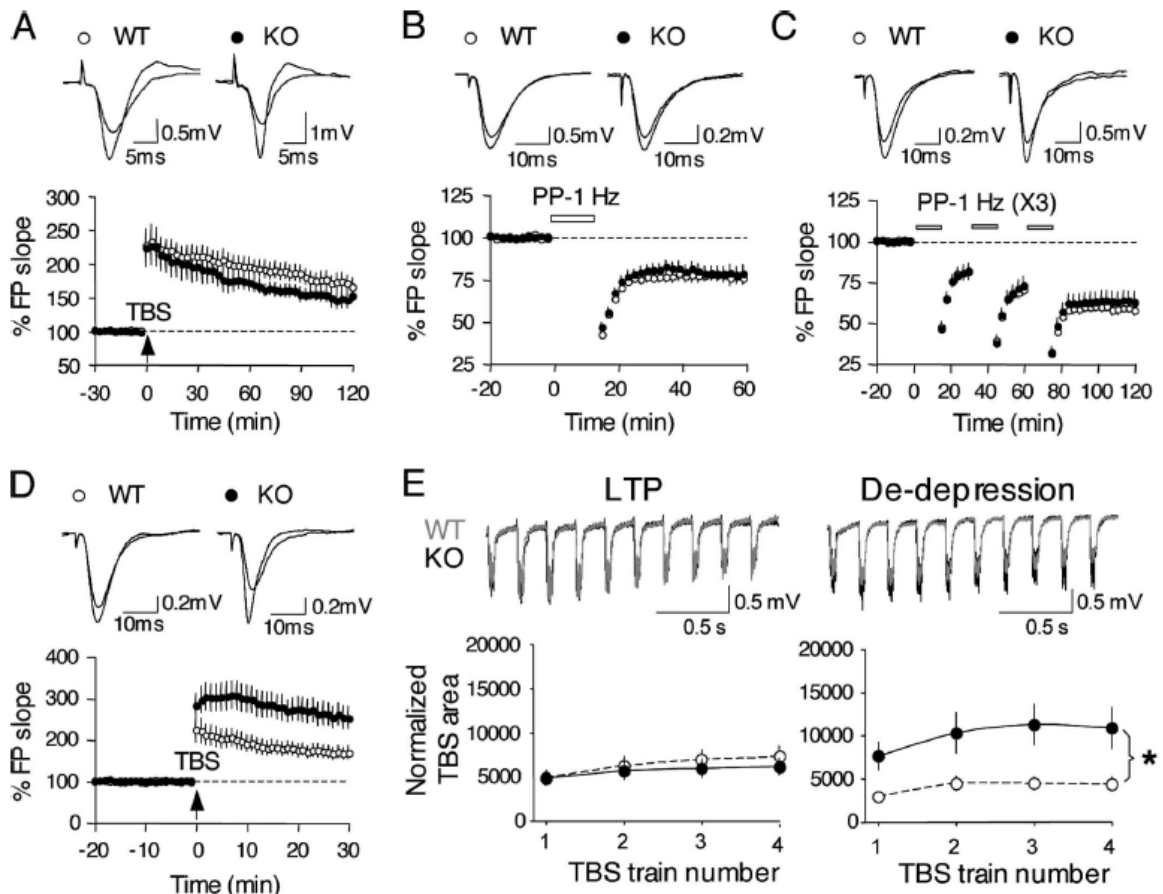 A
WT
KO
0.5mV
5ms
1mV
5ms
% FP slope
300
250
200
150
100
50
TBS
-30
0
30
60
90
120
Time (min)
B
WT
KO
0.5mV
10ms
0.2mV
10ms
% FP slope
125
100
75
50
25
PP-1 Hz
-20
0
20
40
60
Time (min)
C
WT
KO
0.2mV
10ms
0.5mV
10ms
% FP slope
125
100
75
50
25
PP-1 Hz (X3)
-20
0
20
40
60
80
100
120
Time (min)
D
WT
KO
0.2mV
10ms
0.2mV
10ms
% FP slope
400
300
200
100
0
TBS
-20
-10
0
10
20
30
Time (min)
E
LTP
WT
KO
0.5 mV
0.5 s
Normalized
TBS area
20000
15000
10000
5000
0
1
2
3
4
TBS train number
De-depression
0.5 mV
0.5 s
20000
15000
10000
5000
0
*
1
2
3
4
TBS train number